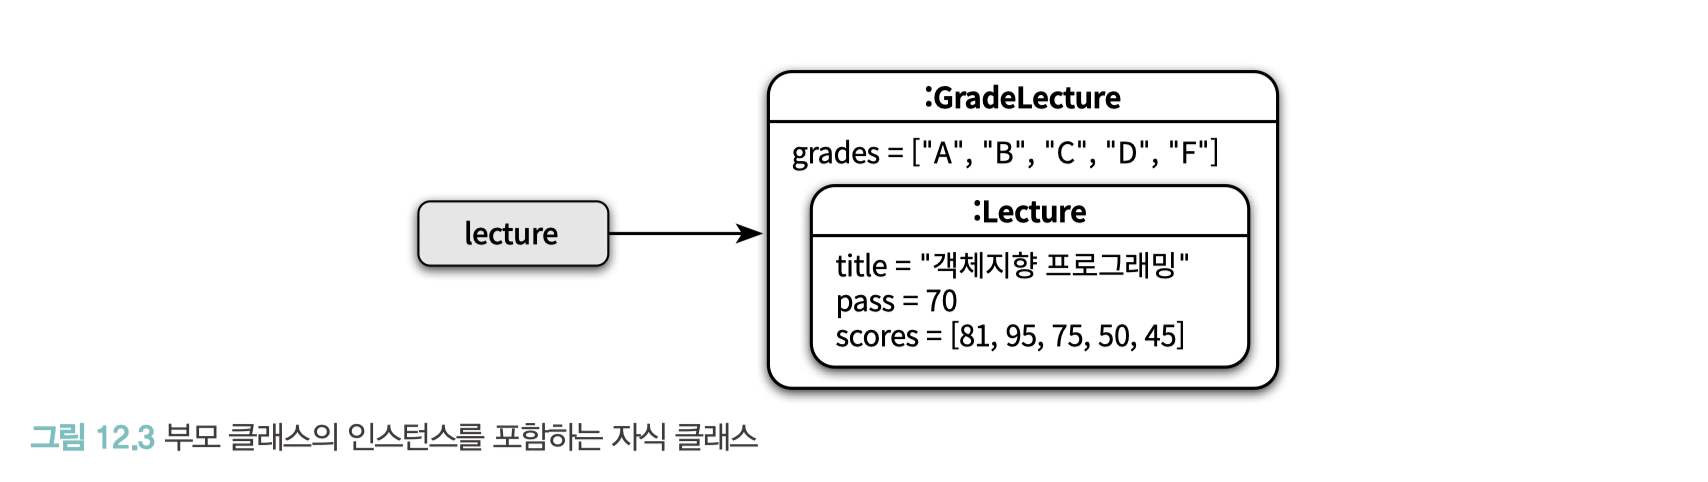 :GradeLecture
grades = ["A", "B", "C", "D", "F"]
:Lecture
lecture
title = "객체지향 프로그래밍"
pass = 70
scores = [81, 95, 75, 50, 45]
그림 12.3 부모 클래스의 인스턴스를 포함하는 자식 클래스